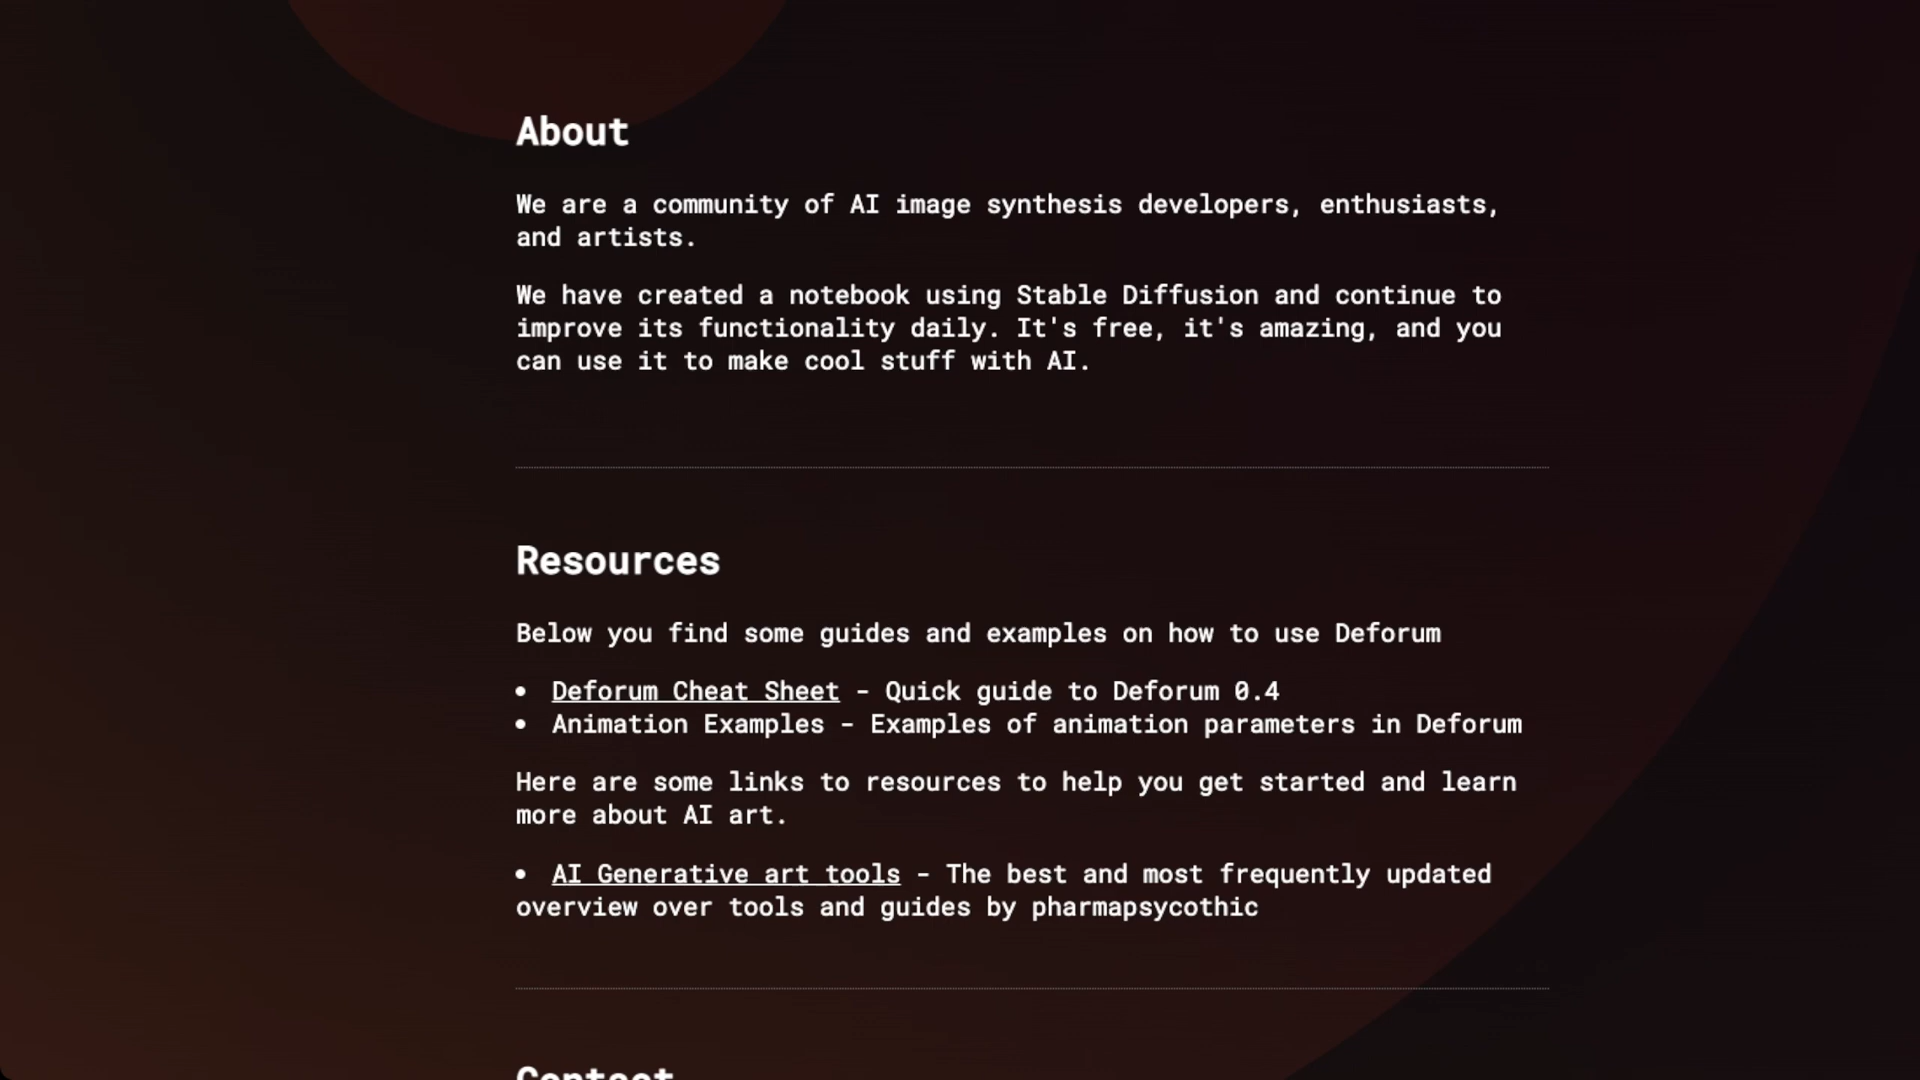 About
We are a community of AI image synthesis developers, enthusiasts,
and artists.
We have created a notebook using Stable Diffusion and continue to
improve its functionality daily. It's free, it's amazing, and you
can use it to make cool stuff with AI.
Resources
Below you find some guides and examples on how to use Deforum
• Deforum Cheat Sheet - Quick guide to Deforum 0.4
• Animation Examples - Examples of animation parameters in Deforum
Here are some links to resources to help you get started and learn
more about AI art.
• AI Generative art tools - The best and most frequently updated
overview over tools and guides by pharmapsycothic
Contact